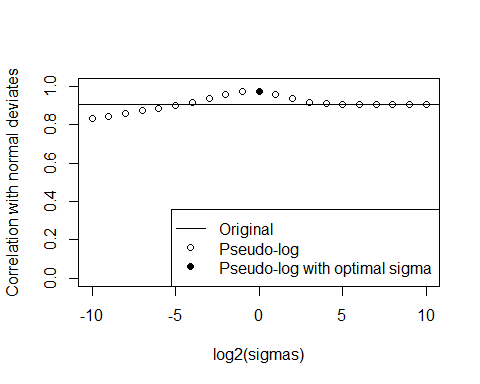 Correlation with normal deviates
1.0
0.8
0.6
0.4
0.2
0.0
Original
Pseudo-log
Pseudo-log with optimal sigma
-10
-5
0
5
10
log2(sigmas)